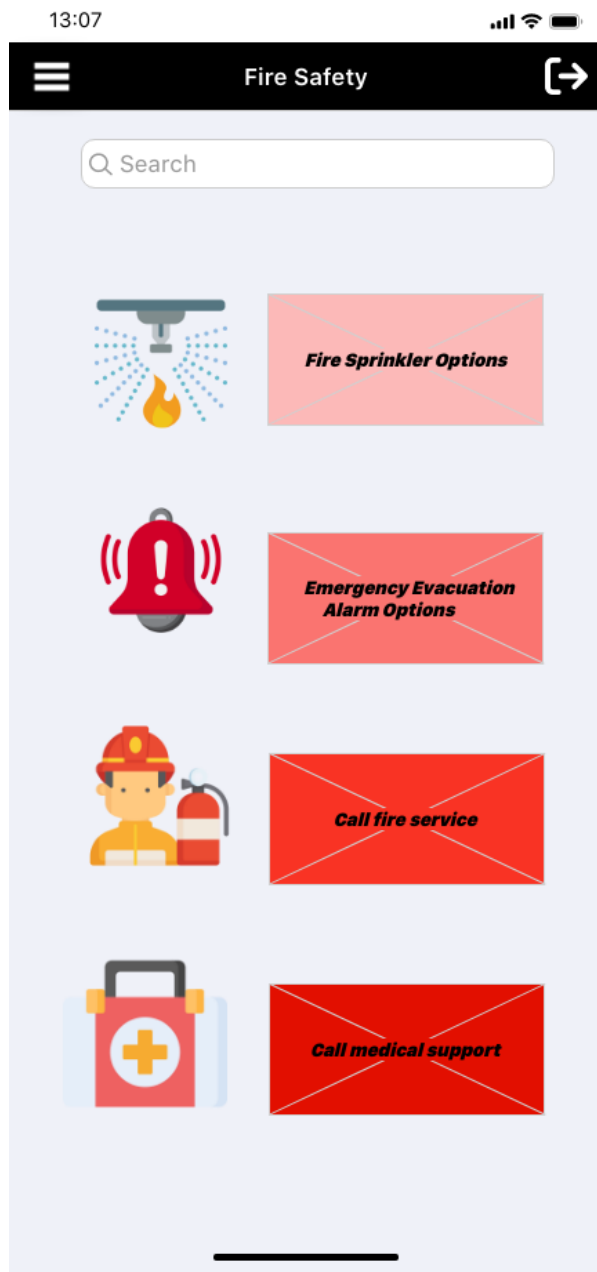 13:07
Fire Safety
Search
Fire Sprinkler Options
Emergency Evacuation
Alarm Options
Call fire service
Call medical support